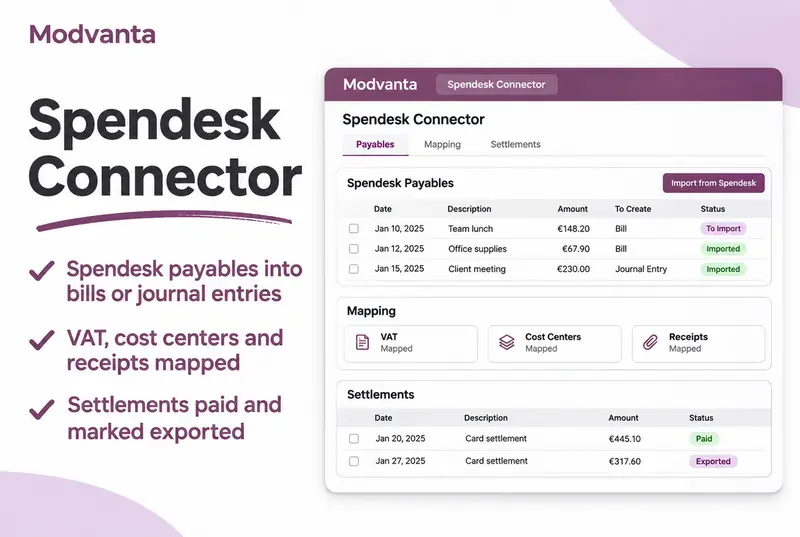 Modvanta
Spendesk
Connector
Spendesk payables into
bills or journal entries
VAT, cost centers and
receipts mapped
Settlements paid and
marked exported
Modvanta Spendesk Connector
Spendesk Connector
Payables Mapping Settlements
Spendesk Payables Import from Spendesk
Date Description Amount To Create Status
Jan 10, 2025 Team lunch €148.20 Bill To Import
Jan 12, 2025 Office supplies €67.90 Bill Imported
Jan 15, 2025 Client meeting €230.00 Journal Entry Imported
Mapping
VAT Cost Centers Receipts
Mapped Mapped Mapped
Settlements
Date Description Amount Status
Jan 20, 2025 Card settlement €445.10 Paid
Jan 27, 2025 Card settlement €317.60 Exported